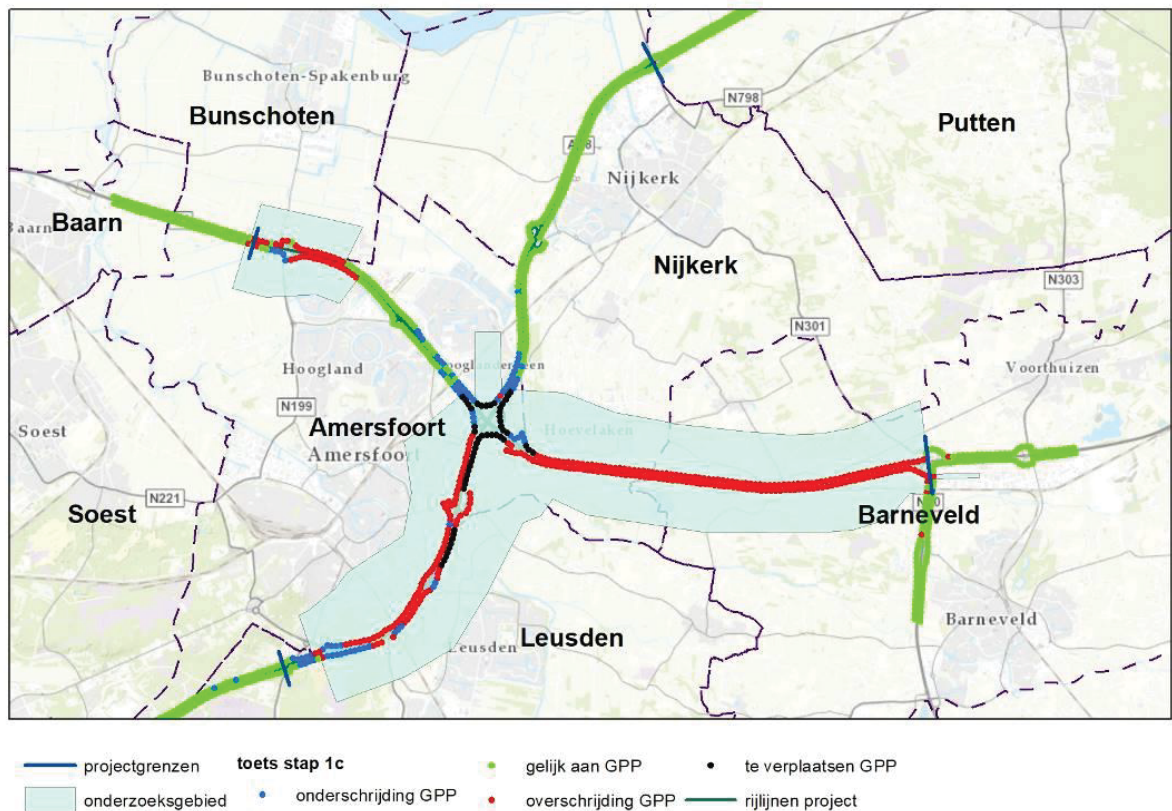 Bunschoten-Spakenburg
Bunschoten
N798
Putten
Nijkerk
Baarn
Baarn
Nijkerk
N303
N301
Voorthuizen
Hoogland
N199
Amersfoort
Hoevelaken
Amersfoort
Soest
N221
Soest
Barneveld
Barneveld
Leusden
Leusden
projectgrenzen
toets stap 1c
gelijk aan GPP
te verplaatsen GPP
onderzoeksgebied
onderschrijding GPP
overschrijding GPP
rijlijnen project